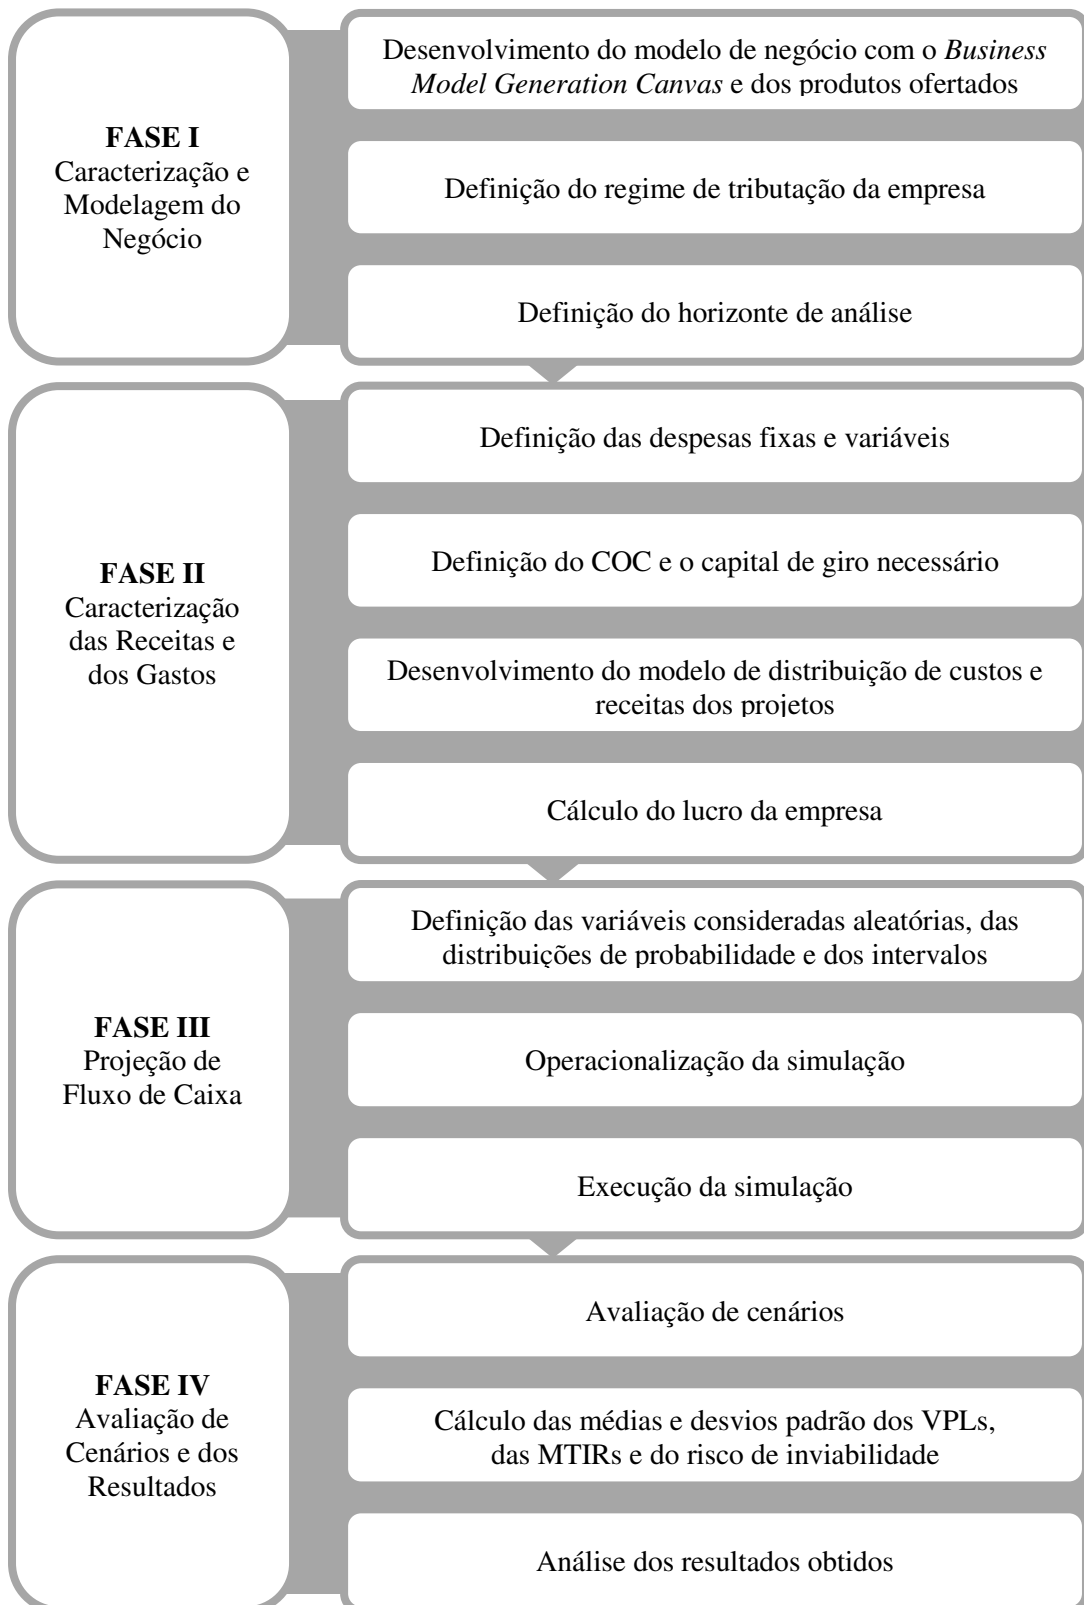 FASE I
Caracterização e
Modelagem do
Negócio
Desenvolvimento do modelo de negócio com o Business
Model Generation Canvas e dos produtos ofertados
Definição do regime de tributação da empresa
Definição do horizonte de análise
FASE II
Caracterização
das Receitas e
dos Gastos
Definição das despesas fixas e variáveis
Definição do COC e o capital de giro necessário
Desenvolvimento do modelo de distribuição de custos e
receitas dos projetos
Cálculo do lucro da empresa
FASE III
Projeção de
Fluxo de Caixa
Definição das variáveis consideradas aleatórias, das
distribuições de probabilidade e dos intervalos
Operacionalização da simulação
Execução da simulação
FASE IV
Avaliação de
Cenários e dos
Resultados
Avaliação de cenários
Cálculo das médias e desvios padrão dos VPLs,
das MTIRs e do risco de inviabilidade
Análise dos resultados obtidos